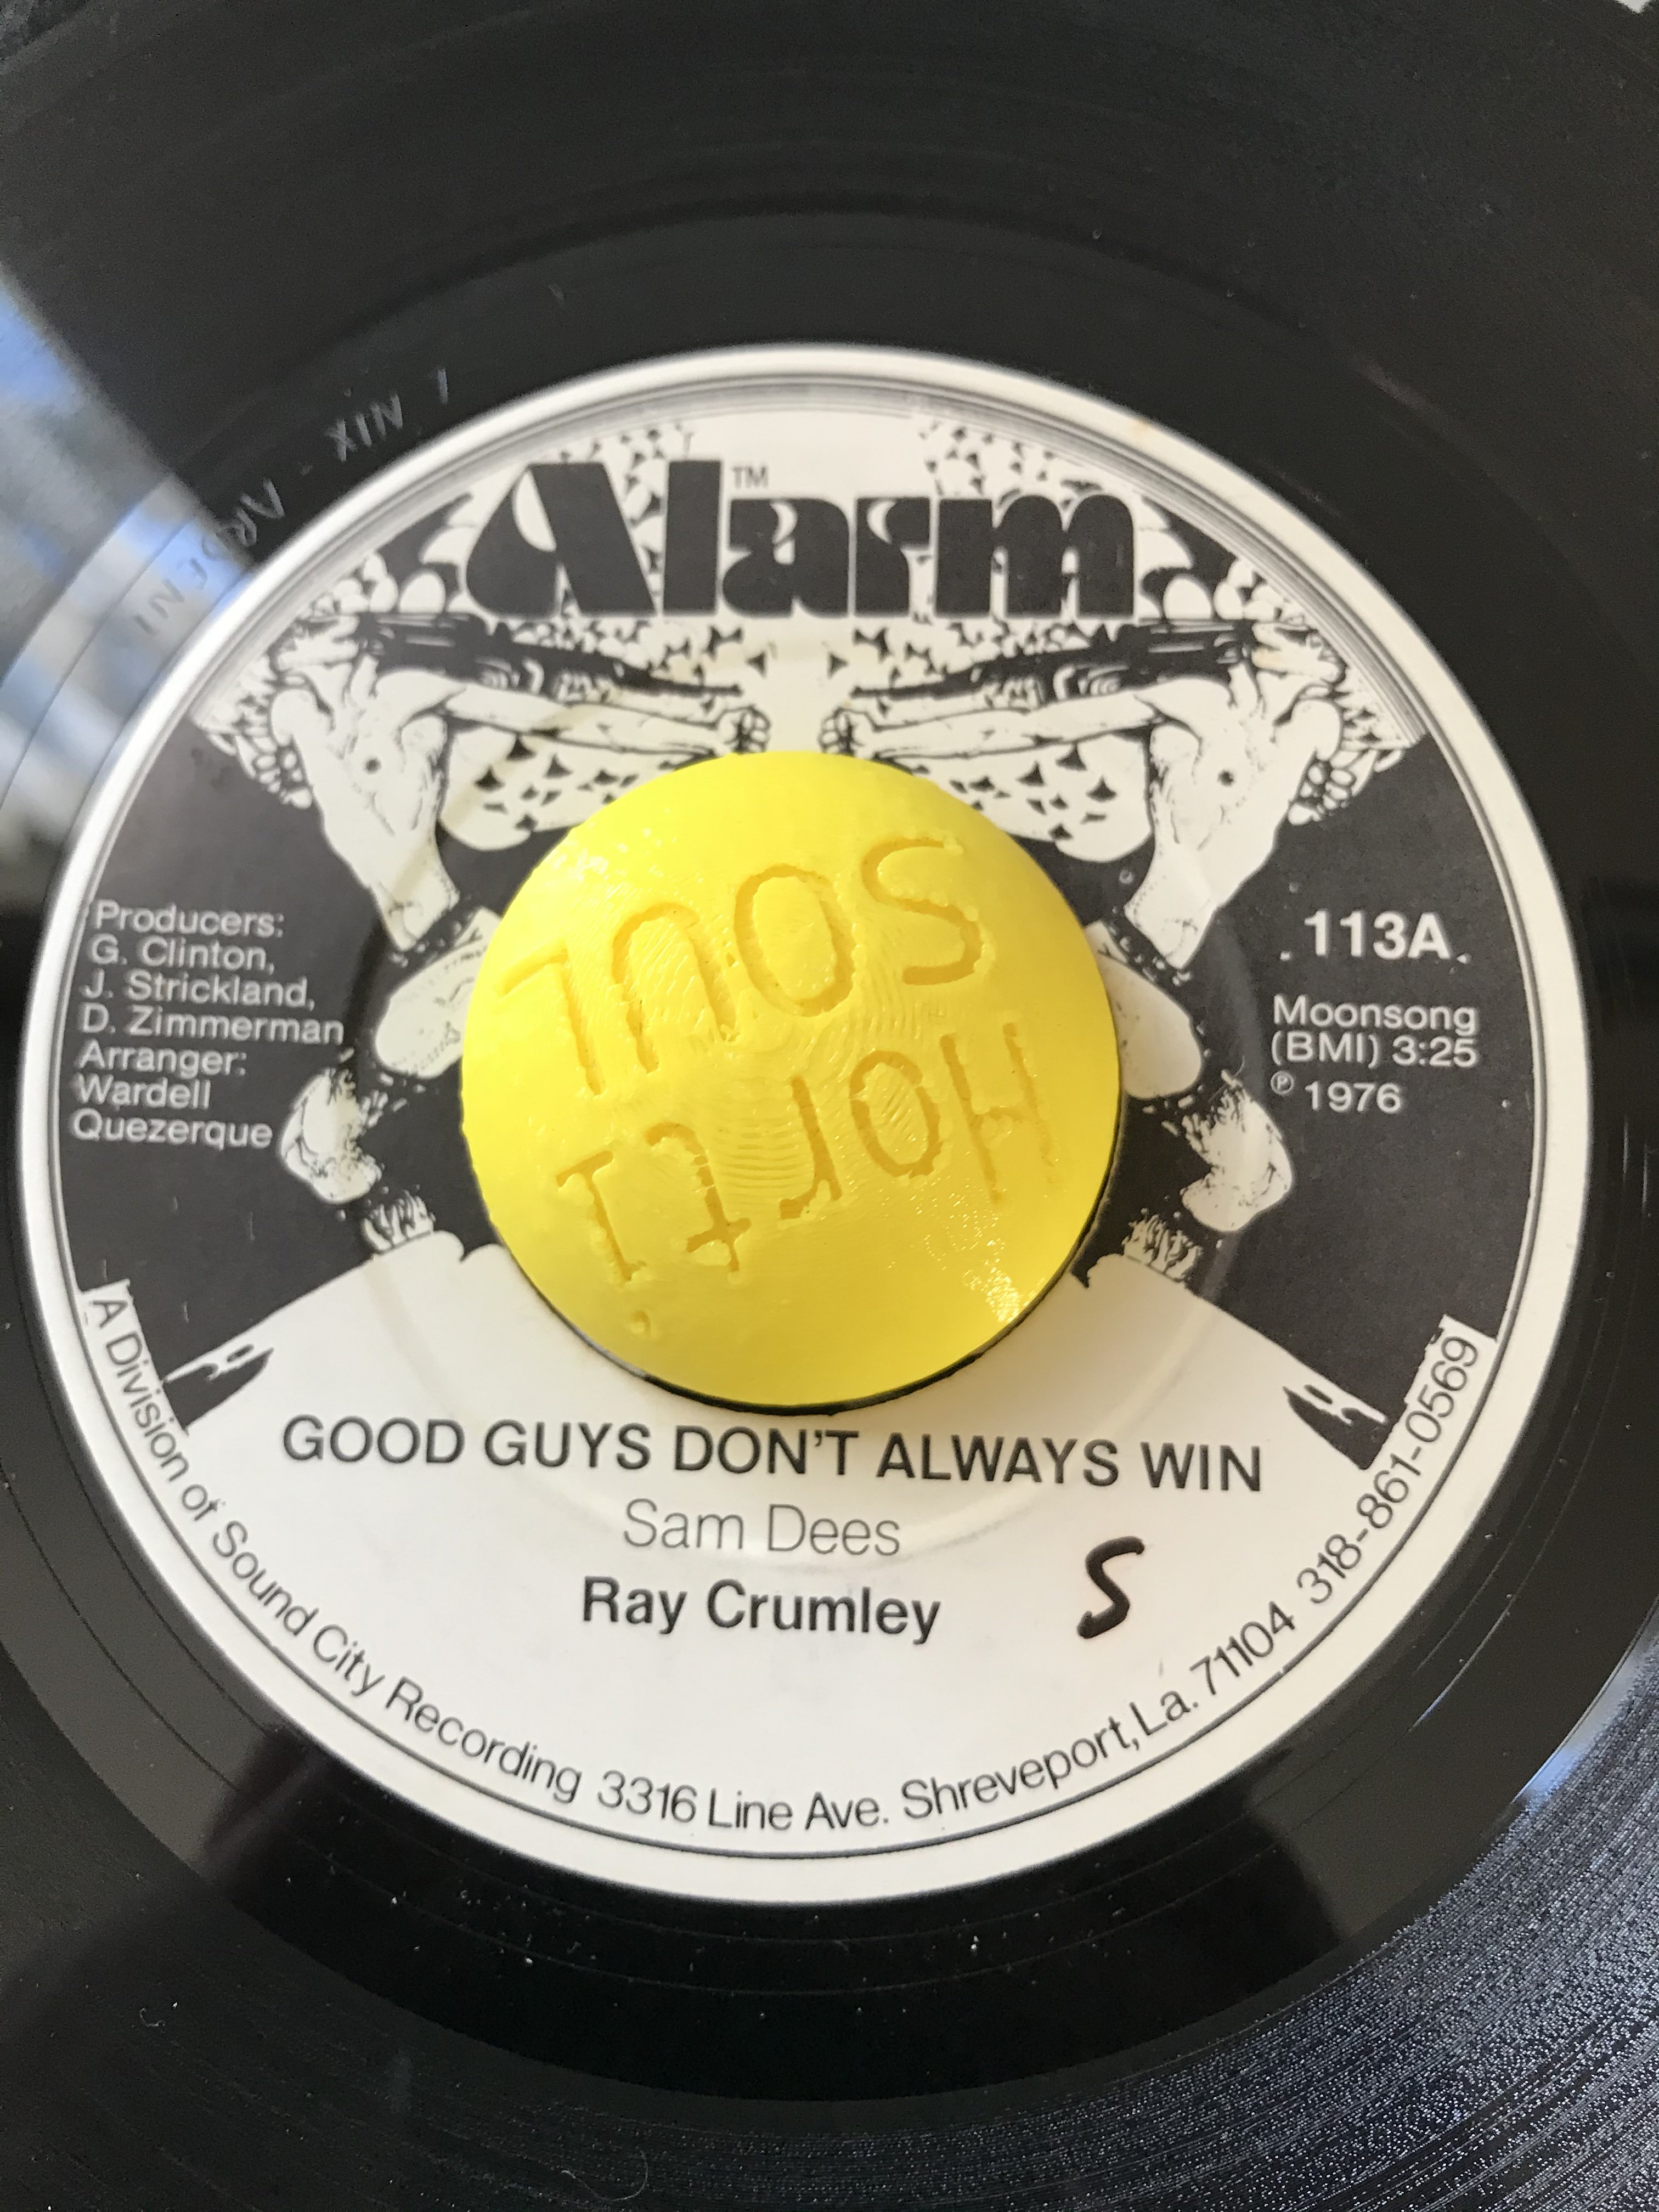 Alarm™
Producers:
G. Clinton,
J. Strickland,
D. Zimmerman
Arranger:
Wardell
Quezerque
113A
Moonsong
(BMI) 3:25
℗ 1976
SOUL
HortI
GOOD GUYS DON'T ALWAYS WIN
Sam Dees
Ray Crumley
S
A Division of Sound City Recording 3316 Line Ave. Shreveport, La. 71104 318-861-0569
NIX